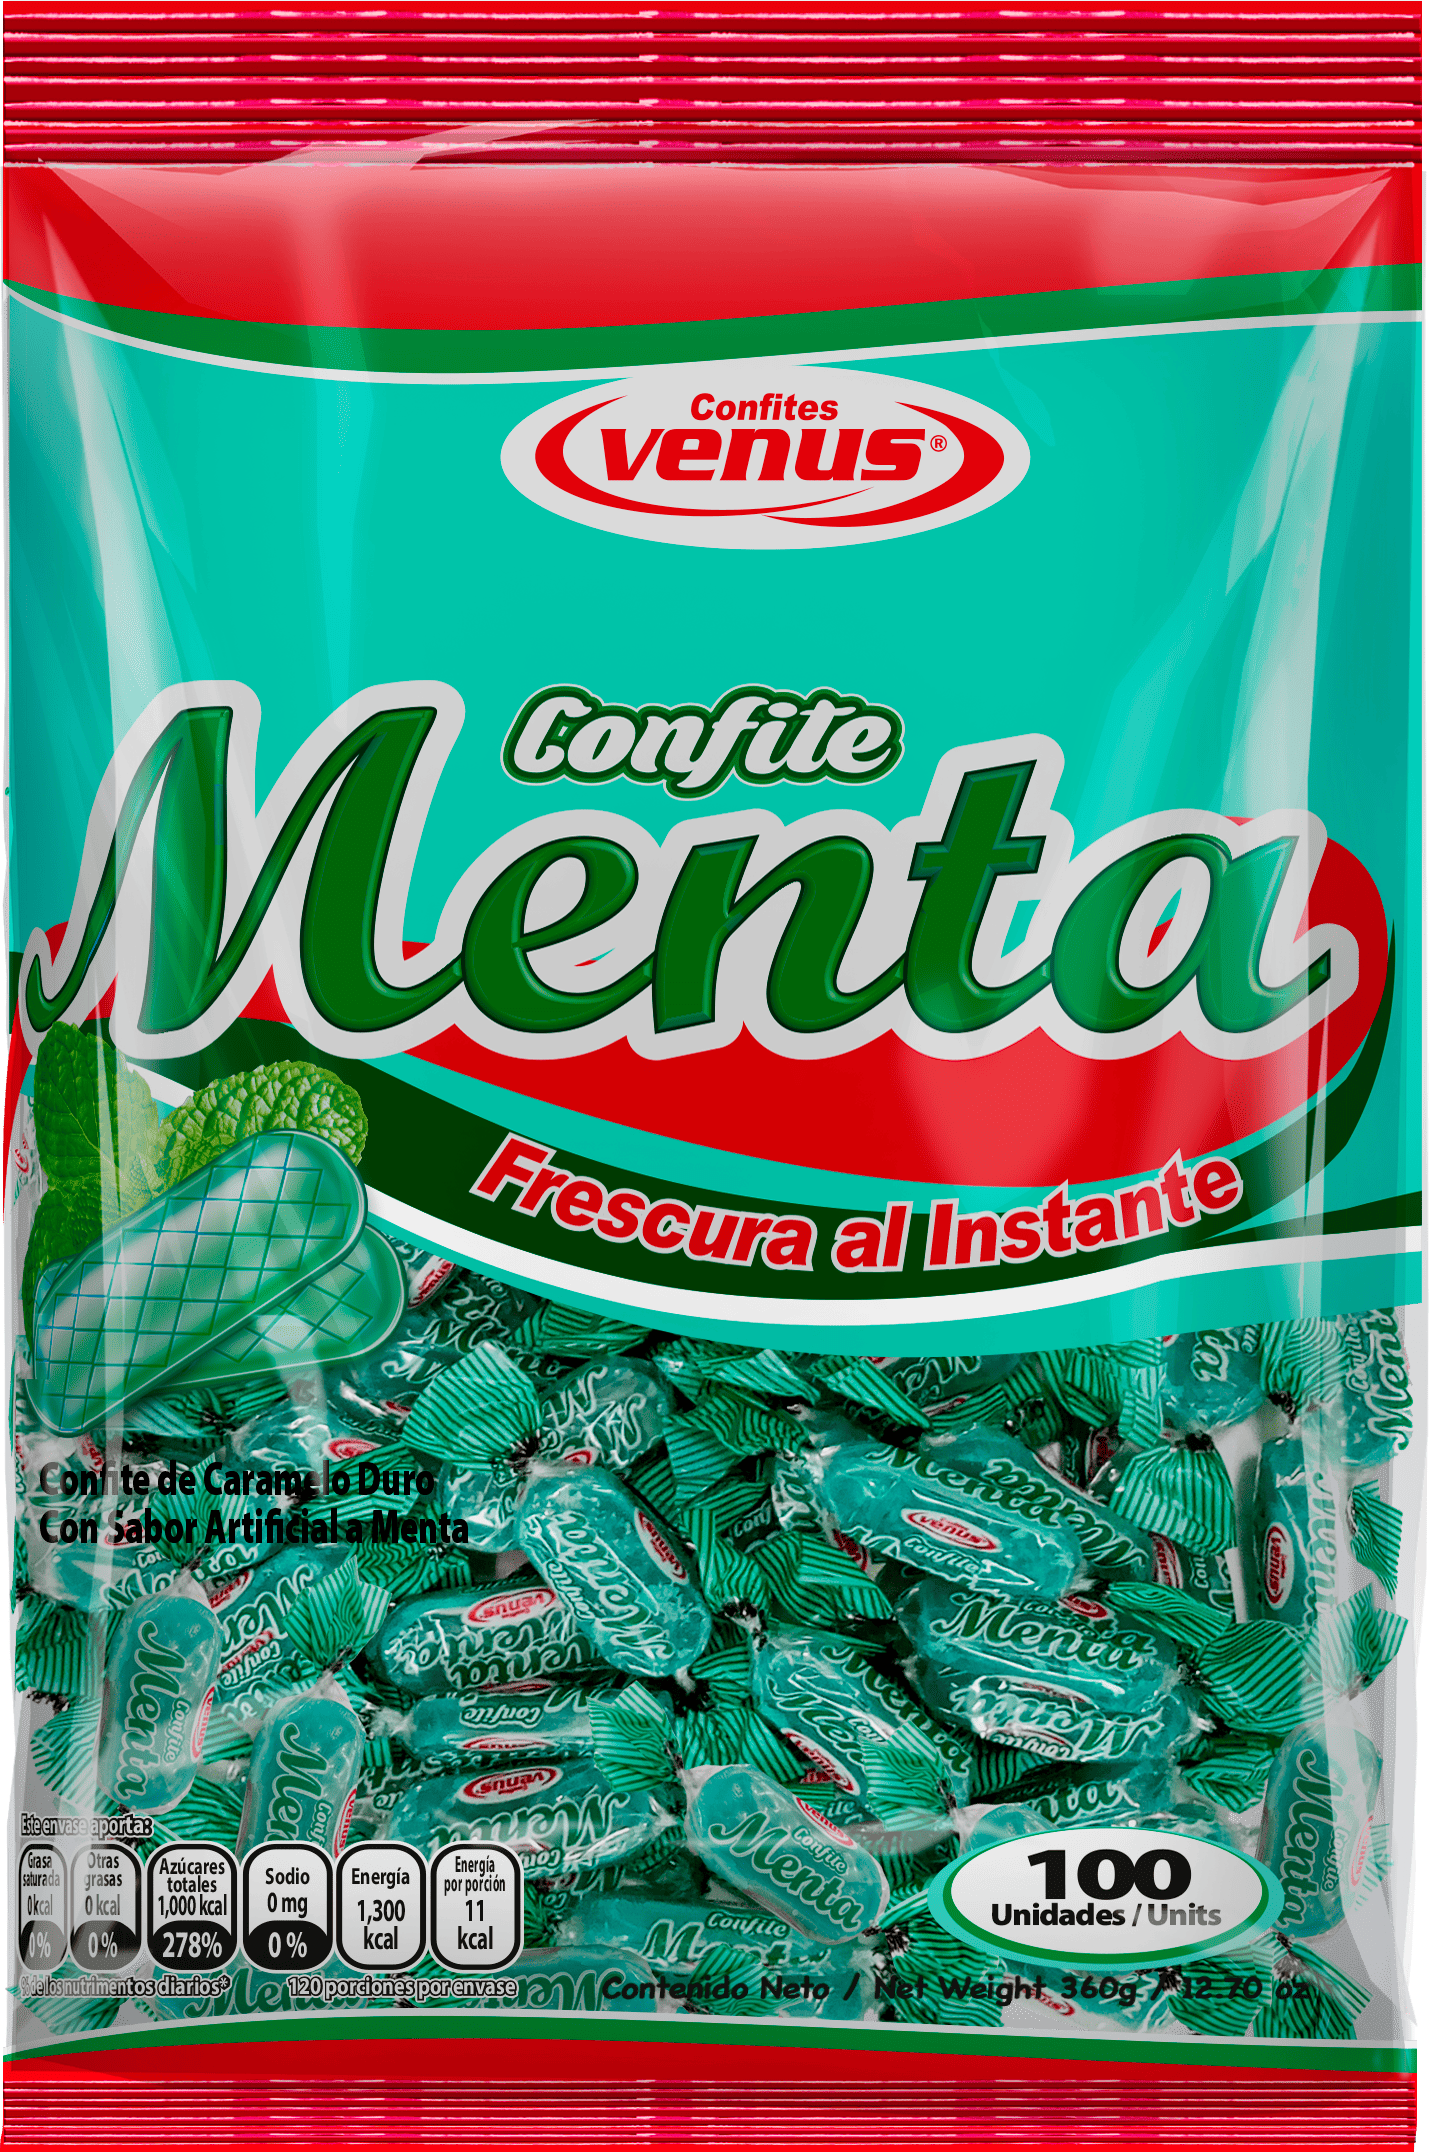 Confites
venus®
Confite
Menta
Frescura al Instante
Confite de Caramelo Duro
Con Sabor Artificial a Menta
Este envase aporta:
Grasa saturada
0 kcal
0%
Otras grasas
0 kcal
0%
Azúcares totales
1,000 kcal
278%
Sodio
0 mg
0 %
Energía
1,300 kcal
Energía por porción
11 kcal
% de los nutrimentos diarios*
120 porciones por envase
100
Unidades / Units
Contenido Neto / Net Weight 360g / 12.70 oz